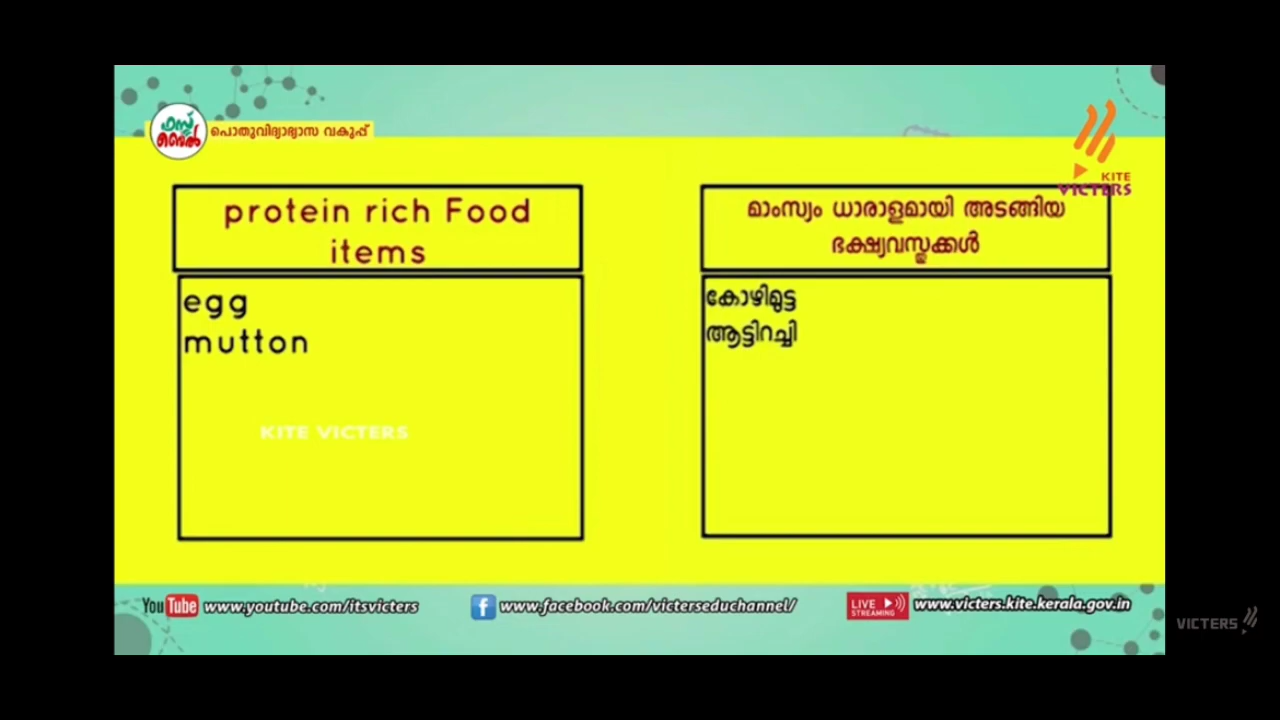 ഫസ്റ്റ്
ബെൽ
പൊതുവിദ്യാഭ്യാസ വകുപ്പ്
KITE
VICTERS
protein rich Food
items
egg
mutton
KITE VICTERS
മാംസ്യം ധാരാളമായി അടങ്ങിയ
ഭക്ഷ്യവസ്തുക്കൾ
കോഴിമുട്ട
ആട്ടിറച്ചി
YouTube www.youtube.com/itsvicters
f www.facebook.com/victerseduchannel/
LIVE
STREAMING
www.victers.kite.kerala.gov.in
VICTERS